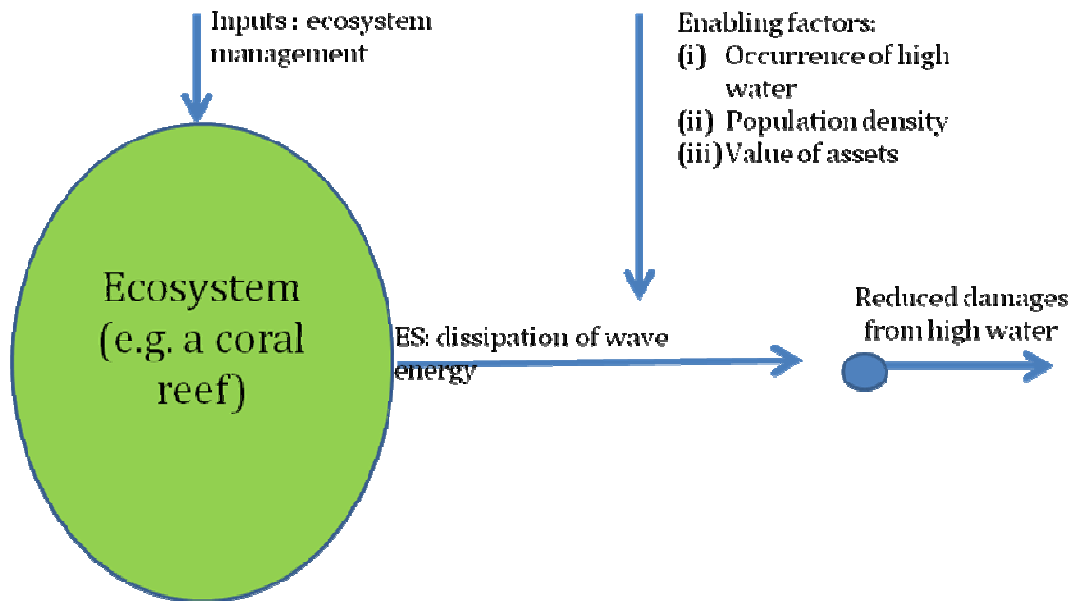 Inputs : ecosystem
management
Enabling factors:
(i) Occurrence of high
water
(ii) Population density
(iii) Value of assets
Ecosystem
(e.g. a coral
reef)
ES: dissipation of wave
energy
Reduced damages
from high water